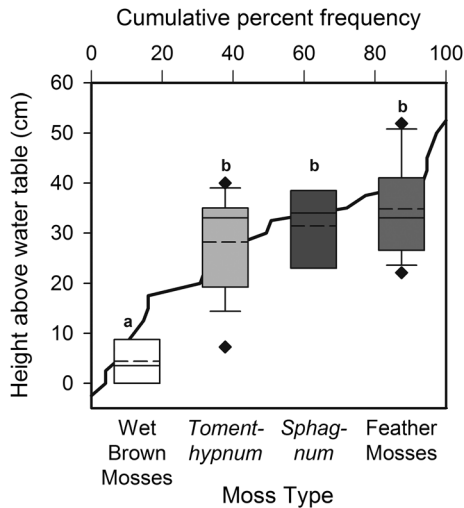 Cumulative percent frequency
0 20 40 60 80 100
Height above water table (cm)
60
50
40
30
20
10
0
a
b
b
b
Wet
Brown
Mosses
Toment-
hypnum
Sphag-
num
Feather
Mosses
Moss Type